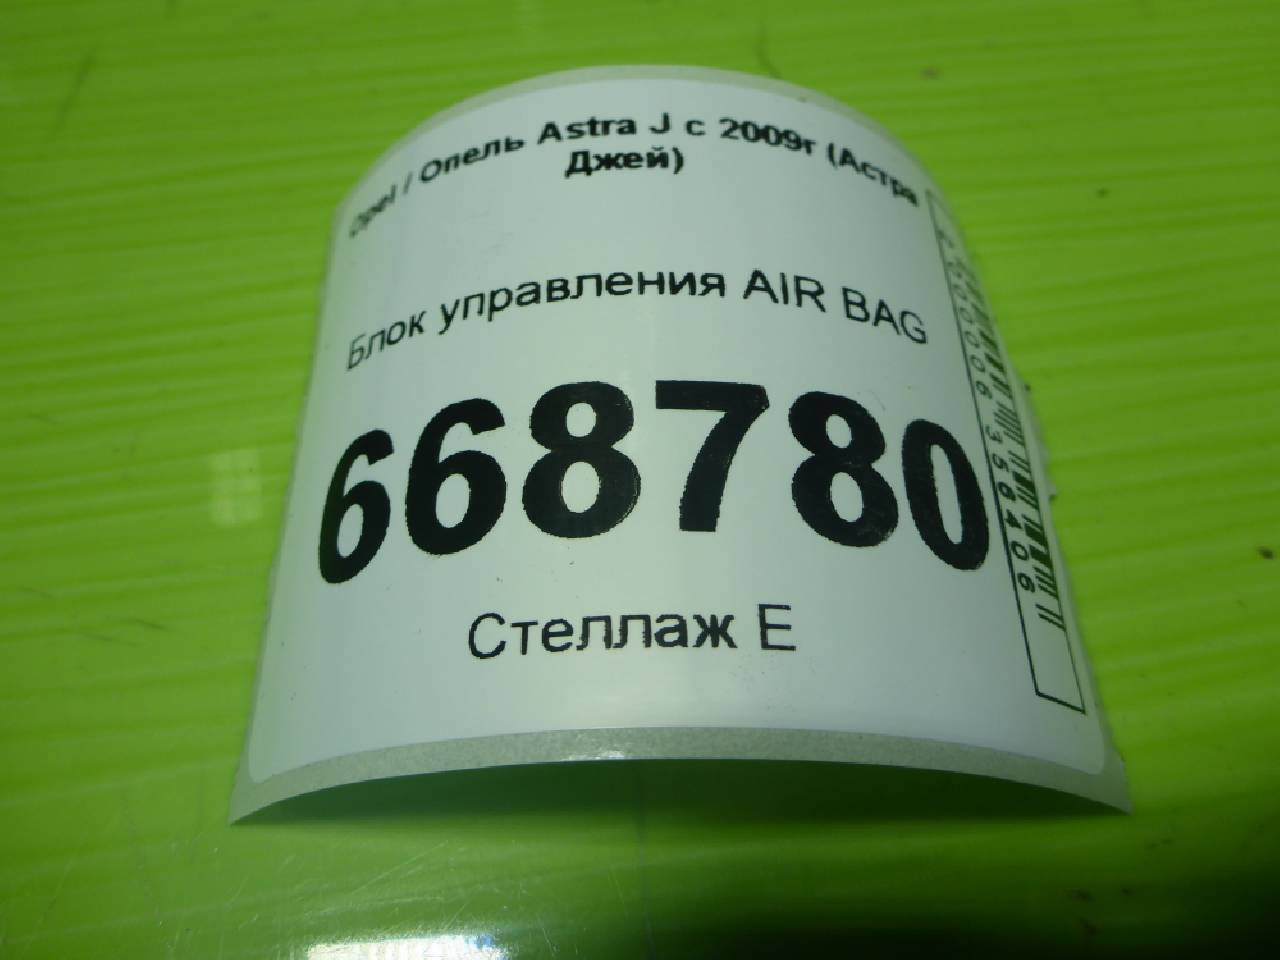 Opel / Опель Astra J с 2009г (Астра
Джей)
Блок управления AIR BAG
668780
Стеллаж Е